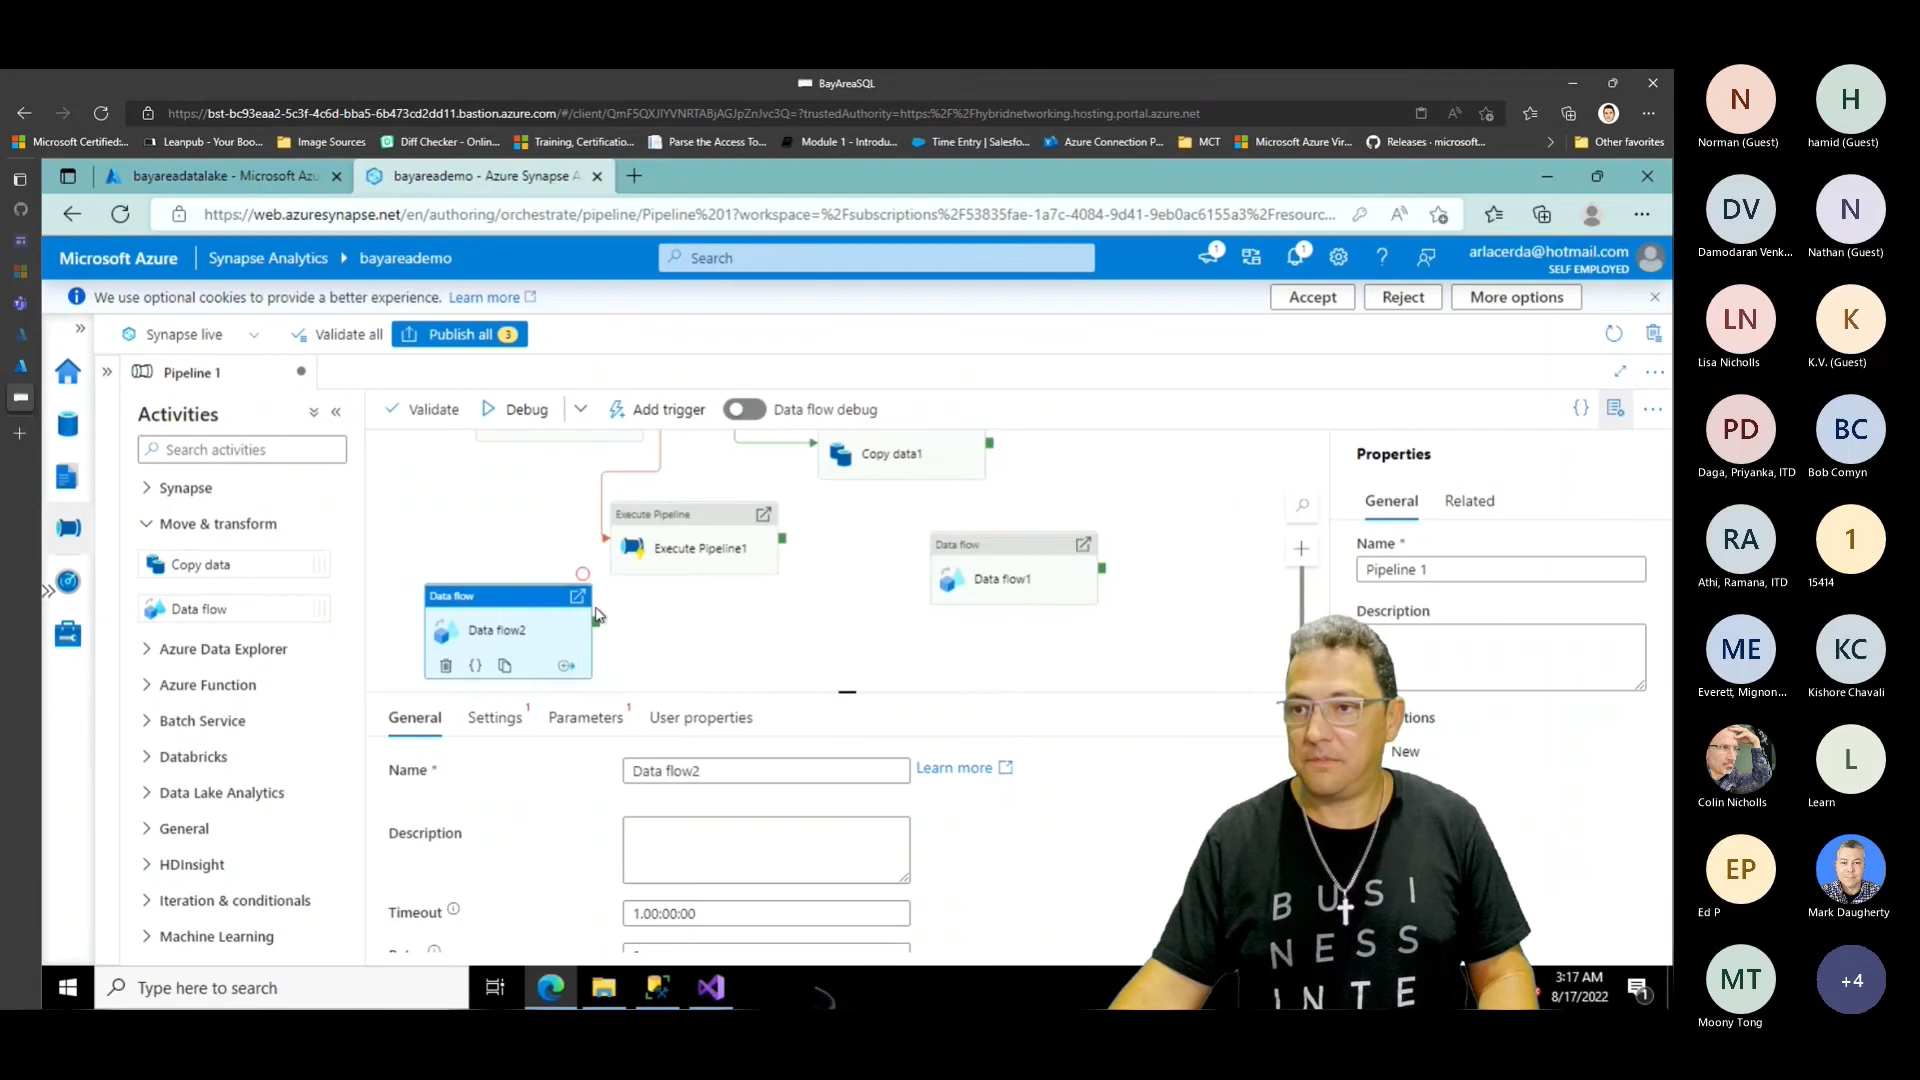 BayAreaSQL
https://bst-bc93eaa2-5c3f-4c6d-bba5-6b473cd2dd11.bastion.azure.com/#/client/QmF5QXJlYVNRTABjAGJpZnJvc3Q=?trustedAuthority=https:%2F%2Fhybridnetworking.hosting.portal.azure.net
Microsoft Certified:... Leanpub - Your Boo... Image Sources Diff Checker - Onlin... Training, Certificatio... Parse the Access To... Module 1 - Introdu... Time Entry | Salesfo... Azure Connection P... MCT Microsoft Azure Vir... Releases · microsoft... Other favorites
bayareadatalake - Microsoft Azu bayareademo - Azure Synapse A
https://web.azuresynapse.net/en/authoring/orchestrate/pipeline/Pipeline%201?workspace=%2Fsubscriptions%2F53835fae-1a7c-4084-9d41-9eb0ac6155a3%2Fresourc...
Microsoft Azure Synapse Analytics bayareademo Search 1 1 arlacerda@hotmail.com
SELF EMPLOYED
We use optional cookies to provide a better experience. Learn more Accept Reject More options
Synapse live Validate all Publish all 3
Pipeline 1
Activities
Search activities
Synapse
Move & transform
Copy data
Data flow
Azure Data Explorer
Azure Function
Batch Service
Databricks
Data Lake Analytics
General
HDInsight
Iteration & conditionals
Machine Learning
Validate Debug Add trigger Data flow debug
Copy data1
Execute Pipeline
Execute Pipeline1
Data flow
Data flow1
Data flow
Data flow2
General Settings 1 Parameters 1 User properties
Name * Data flow2 Learn more
Description
Timeout 1.00:00:00
Properties
General Related
Name *
Pipeline 1
Description
tions
New
BUSI
NESS
INTE
Type here to search
3:17 AM
8/17/2022
1
N
Norman (Guest)
H
hamid (Guest)
DV
Damodaran Venk...
N
Nathan (Guest)
LN
Lisa Nicholls
K
K.V. (Guest)
PD
Daga, Priyanka, ITD
BC
Bob Comyn
RA
Athi, Ramana, ITD
1
15414
ME
Everett, Mignon...
KC
Kishore Chavali
Colin Nicholls
L
Learn
EP
Ed P
Mark Daugherty
MT
Moony Tong
+4